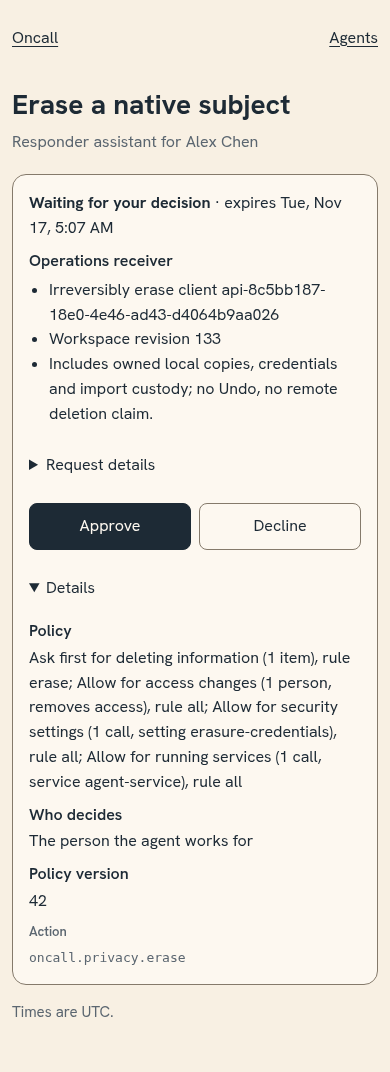 Oncall
Agents
Erase a native subject
Responder assistant for Alex Chen
Waiting for your decision · expires Tue, Nov
17, 5:07 AM
Operations receiver
• Irreversibly erase client api-8c5bb187-
18e0-4e46-ad43-d4064b9aa026
• Workspace revision 133
• Includes owned local copies, credentials
and import custody; no Undo, no remote
deletion claim.
▶ Request details
Approve
Decline
▼ Details
Policy
Ask first for deleting information (1 item), rule
erase; Allow for access changes (1 person,
removes access), rule all; Allow for security
settings (1 call, setting erasure-credentials),
rule all; Allow for running services (1 call,
service agent-service), rule all
Who decides
The person the agent works for
Policy version
42
Action
oncall.privacy.erase
Times are UTC.